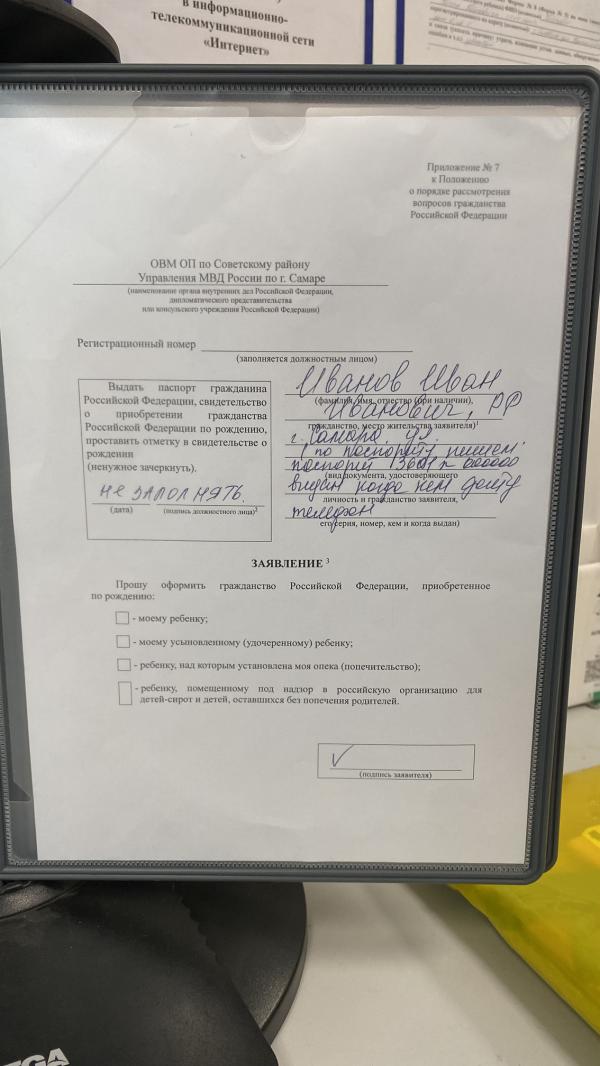 в информационно-
телекоммуникационной сети
«Интернет»
Приложение № 7
к Положению
о порядке рассмотрения
вопросов гражданства
Российской Федерации
ОВМ ОП по Советскому району
Управления МВД России по г. Самаре
(наименование органа внутренних дел Российской Федерации,
дипломатического представительства
или консульского учреждения Российской Федерации)
Регистрационный номер
(заполняется должностным лицом)
Выдать паспорт гражданина
Российской Федерации, свидетельство
о приобретении гражданства
Российской Федерации по рождению,
проставить отметку в свидетельстве о
рождении
(ненужное зачеркнуть).
не заполнять.
(дата) (подпись должностного лица)²
Иванов Иван
(фамилия, имя, отчество (при наличии),
Иванович, РФ
гражданство, место жительства заявителя)¹
г. Самара, ул.
(по паспорту пишем.
паспорт 3601 № 000000
(вид документа, удостоверяющего
выдан когда кем
личность и гражданство заявителя,
телефон
его серия, номер, кем и когда выдан)
ЗАЯВЛЕНИЕ ³
Прошу оформить гражданство Российской Федерации, приобретенное
по рождению:
- моему ребенку;
- моему усыновленному (удочеренному) ребенку;
- ребенку, над которым установлена моя опека (попечительство);
- ребенку, помещенному под надзор в российскую организацию для
детей-сирот и детей, оставшихся без попечения родителей.
(подпись заявителя)